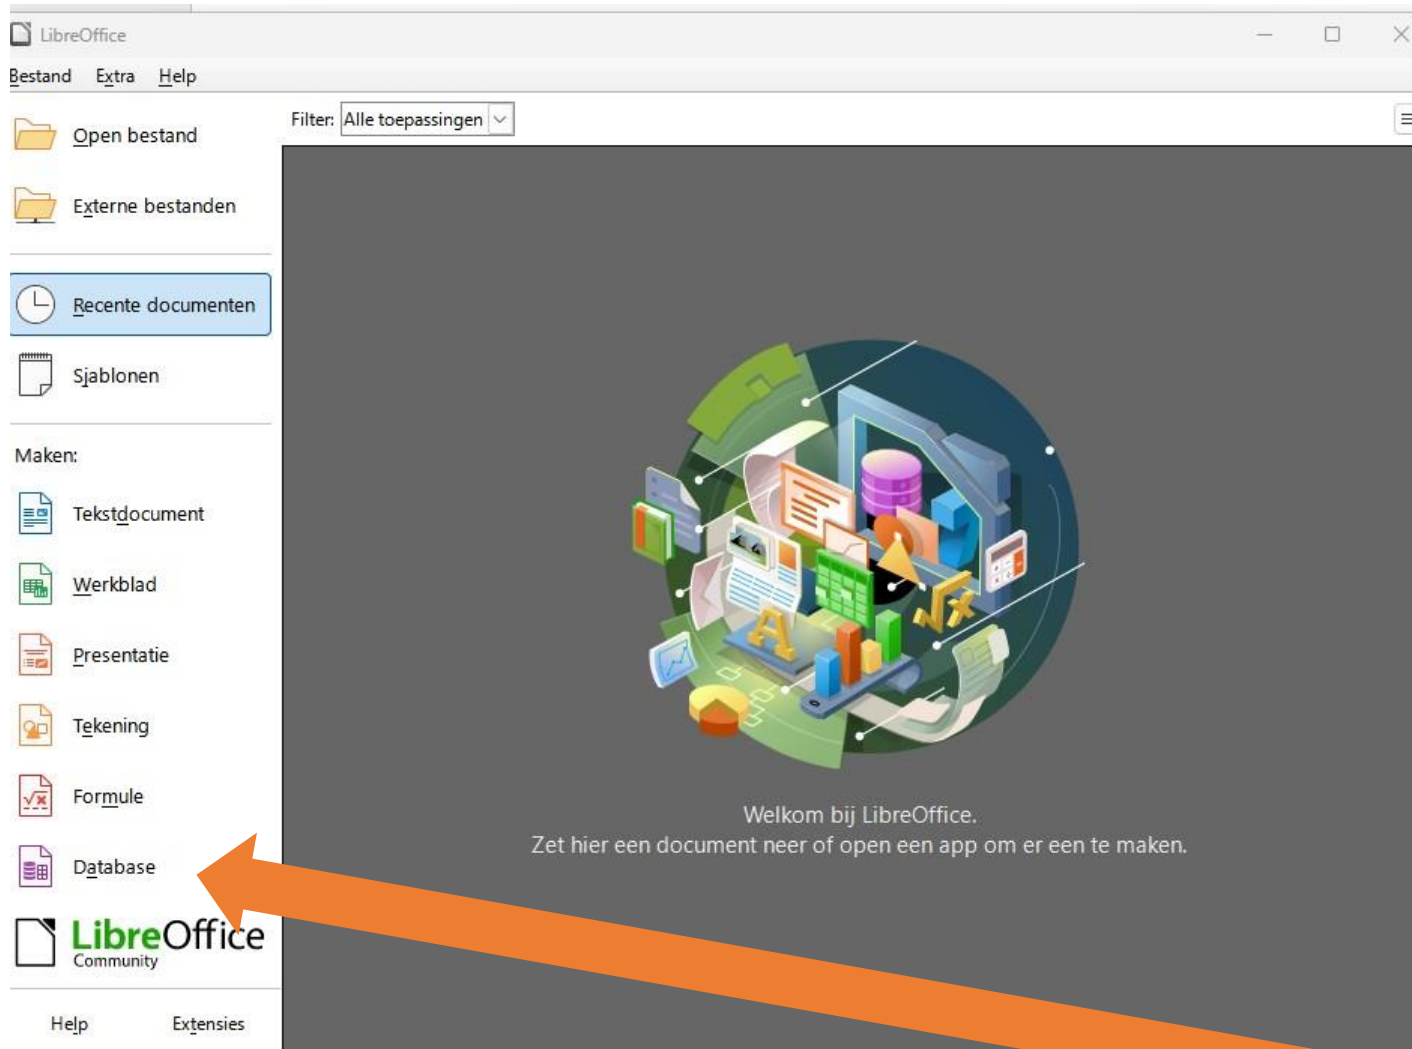 LibreOffice
Bestand Extra Help
Open bestand
Externe bestanden
Recente documenten
Sjablonen
Maken:
Tekstdocument
Werkblad
Presentatie
Tekening
Formule
Database
LibreOffice
Community
Help Extensies
Filter: Alle toepassingen
Welkom bij LibreOffice.
Zet hier een document neer of open een app om er een te maken.